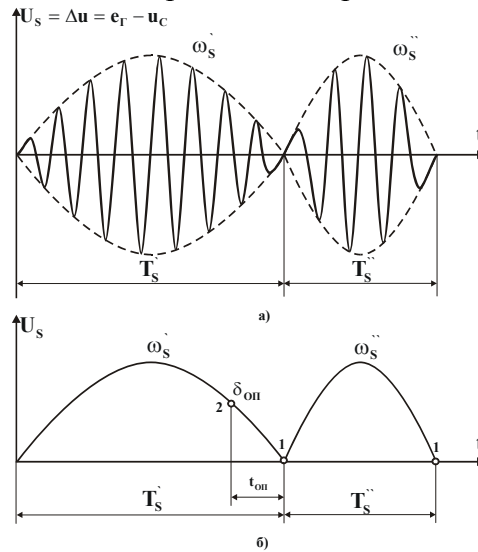 U_S = Δu = e_Г – u_C
ω_S` ω_S``
t
T_S` T_S``
а)
U_S
ω_S` ω_S``
δ_ОП
2
1 1
t
t_ОП
T_S` T_S``
б)